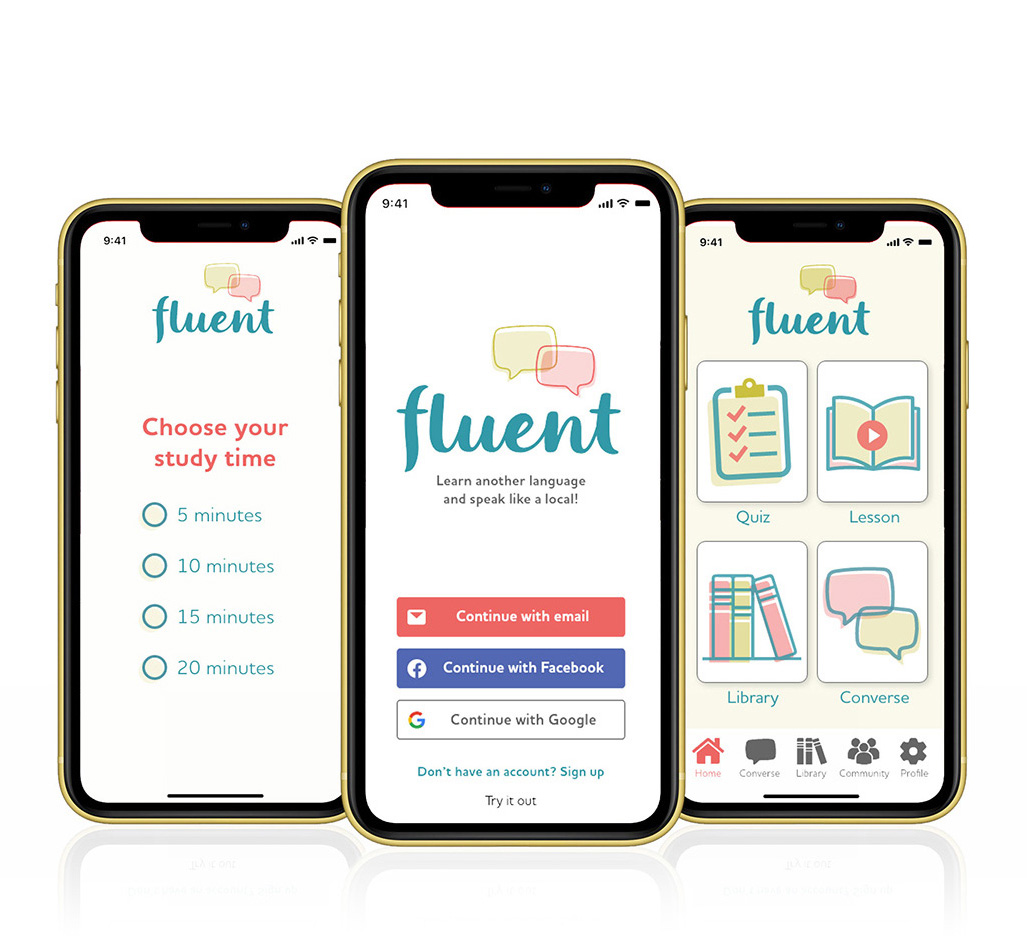 9:41
fluent
Choose your
study time
5 minutes
10 minutes
15 minutes
20 minutes
9:41
fluent
Learn another language
and speak like a local!
Continue with email
Continue with Facebook
Continue with Google
Don't have an account? Sign up
Try it out
9:41
fluent
Quiz
Lesson
Library
Converse
Home
Converse
Library
Community
Profile